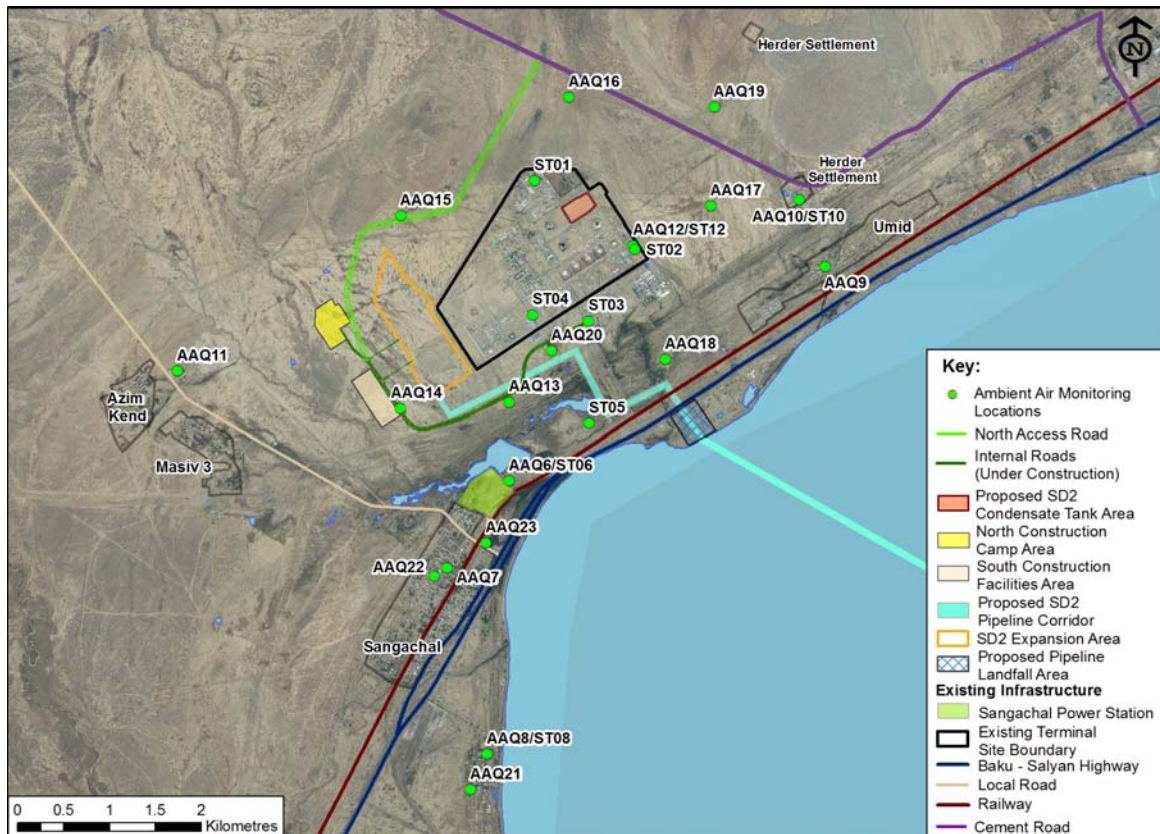 AAQ16
Herder Settlement
N
AAQ19
ST01
Herder
Settlement
AAQ15
AAQ17
AAQ10/ST10
AAQ12/ST12
Umid
ST02
AAQ9
ST04
ST03
AAQ20
AAQ18
AAQ11
AAQ14
AAQ13
Azim
Kend
ST05
Masiv 3
AAQ6/ST06
AAQ23
AAQ22
AAQ7
Sangachal
AAQ8/ST08
AAQ21
0 0.5 1 1.5 2
Kilometres
Key:
Ambient Air Monitoring
Locations
North Access Road
Internal Roads
(Under Construction)
Proposed SD2
Condensate Tank Area
North Construction
Camp Area
South Construction
Facilities Area
Proposed SD2
Pipeline Corridor
SD2 Expansion Area
Proposed Pipeline
Landfall Area
Existing Infrastructure
Sangachal Power Station
Existing Terminal
Site Boundary
Baku - Salyan Highway
Local Road
Railway
Cement Road